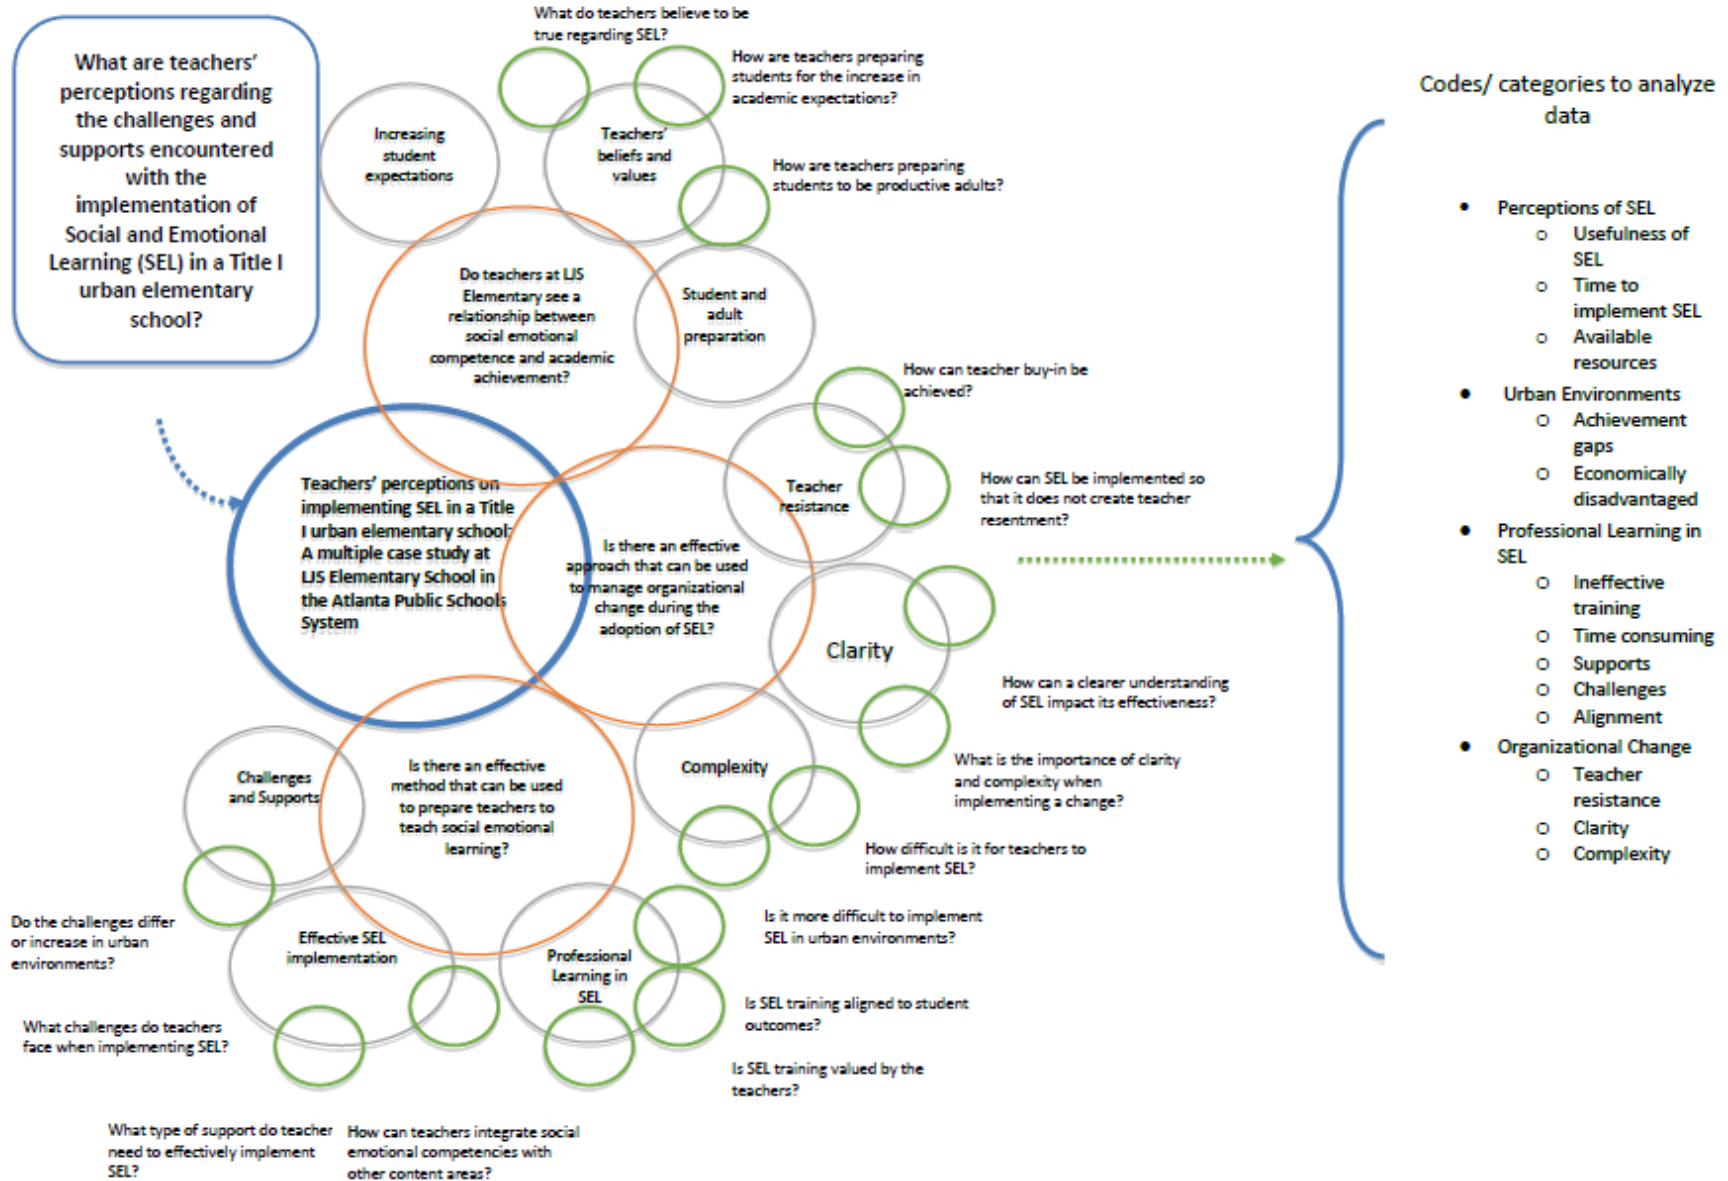 What are teachers'
perceptions regarding
the challenges and
supports encountered
with the
implementation of
Social and Emotional
Learning (SEL) in a Title I
urban elementary
school?
What do teachers believe to be
true regarding SEL?
How are teachers preparing
students for the increase in
academic expectations?
Increasing
student
expectations
Teachers'
beliefs and
values
How are teachers preparing
students to be productive adults?
Do teachers at LJS
Elementary see a
relationship between
social emotional
competence and academic
achievement?
Student and
adult
preparation
How can teacher buy-in be
achieved?
Teacher
resistance
How can SEL be implemented so
that it does not create teacher
resentment?
Teachers' perceptions on
implementing SEL in a Title
I urban elementary school:
A multiple case study at
LJS Elementary School in
the Atlanta Public Schools
System
Is there an effective
approach that can be used
to manage organizational
change during the
adoption of SEL?
Clarity
How can a clearer understanding
of SEL impact its effectiveness?
Complexity
What is the importance of clarity
and complexity when
implementing a change?
Challenges
and Supports
Is there an effective
method that can be used
to prepare teachers to
teach social emotional
learning?
How difficult is it for teachers to
implement SEL?
Do the challenges differ
or increase in urban
environments?
Effective SEL
implementation
Professional
Learning in
SEL
Is it more difficult to implement
SEL in urban environments?
Is SEL training aligned to student
outcomes?
What challenges do teachers
face when implementing SEL?
Is SEL training valued by the
teachers?
What type of support do teacher
need to effectively implement
SEL?
How can teachers integrate social
emotional competencies with
other content areas?
Codes/ categories to analyze
data
• Perceptions of SEL
o Usefulness of
SEL
o Time to
implement SEL
o Available
resources
• Urban Environments
o Achievement
gaps
o Economically
disadvantaged
• Professional Learning in
SEL
o Ineffective
training
o Time consuming
o Supports
o Challenges
o Alignment
• Organizational Change
o Teacher
resistance
o Clarity
o Complexity